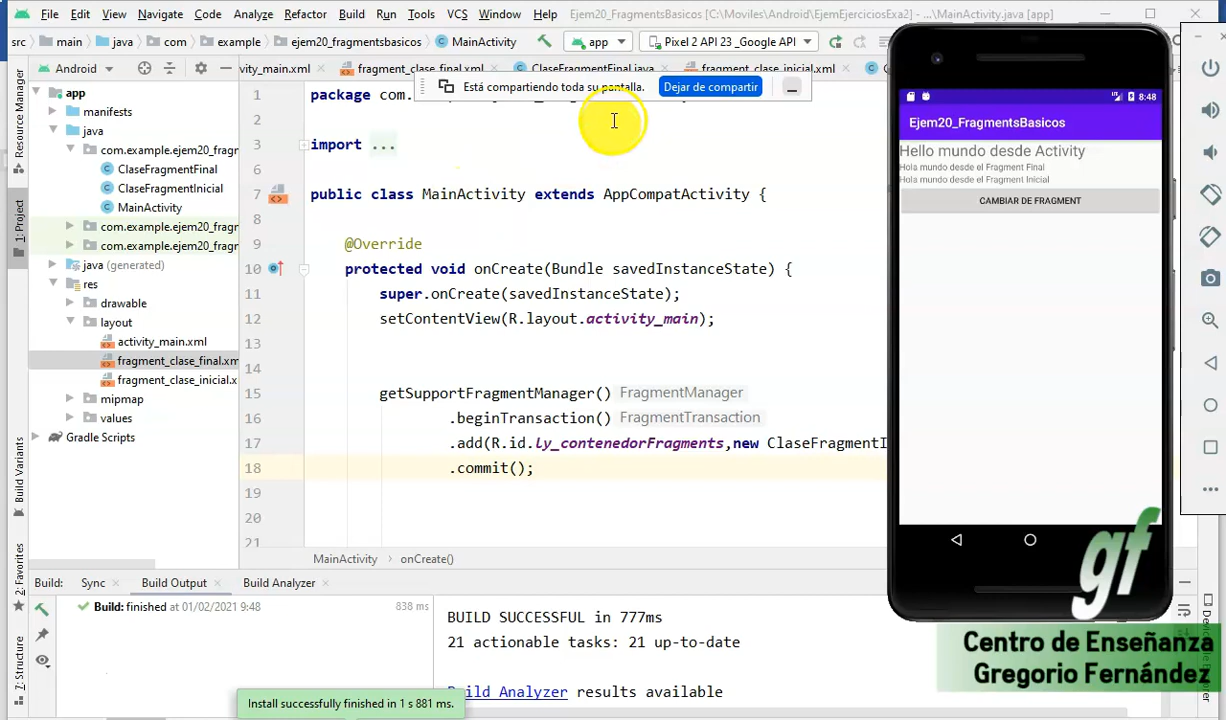 File Edit View Navigate Code Analyze Refactor Build Run Tools VCS Window Help Ejem20_FragmentsBasicos [C:\Moviles\Android\EjemEjerciciosExa2] - ...\MainActivity.java [app]
src main java com example ejem20_fragmentsbasicos MainActivity app Pixel 2 API 23 _Google API
Android
vity_main.xml fragment_clase_final.xml ClaseFragmentFinal.java fragment_clase_inicial.xml
Está compartiendo toda su pantalla. Dejar de compartir
app
manifests
java
com.example.ejem20_fragr
ClaseFragmentFinal
ClaseFragmentInicial
MainActivity
com.example.ejem20_fragr
com.example.ejem20_fragr
java (generated)
res
drawable
layout
activity_main.xml
fragment_clase_final.xm
fragment_clase_inicial.x
mipmap
values
Gradle Scripts
Resource Manager
1: Project
Build Variants
2: Favorites
7: Structure
1 package com.
2
3 import ...
6
7 public class MainActivity extends AppCompatActivity {
8
9 @Override
10 protected void onCreate(Bundle savedInstanceState) {
11 super.onCreate(savedInstanceState);
12 setContentView(R.layout.activity_main);
13
14
15 getSupportFragmentManager() FragmentManager
16 .beginTransaction() FragmentTransaction
17 .add(R.id.ly_contenedorFragments,new ClaseFragmentI
18 .commit();
19
20
21
MainActivity onCreate()
8:48
Ejem20_FragmentsBasicos
Hello mundo desde Activity
Hola mundo desde el Fragment Final
Hola mundo desde el Fragment Inicial
CAMBIAR DE FRAGMENT
gf
Centro de Enseñanza
Gregorio Fernández
Build: Sync Build Output Build Analyzer
Build: finished at 01/02/2021 9:48 838 ms
BUILD SUCCESSFUL in 777ms
21 actionable tasks: 21 up-to-date
Build Analyzer results available
Install successfully finished in 1 s 881 ms.